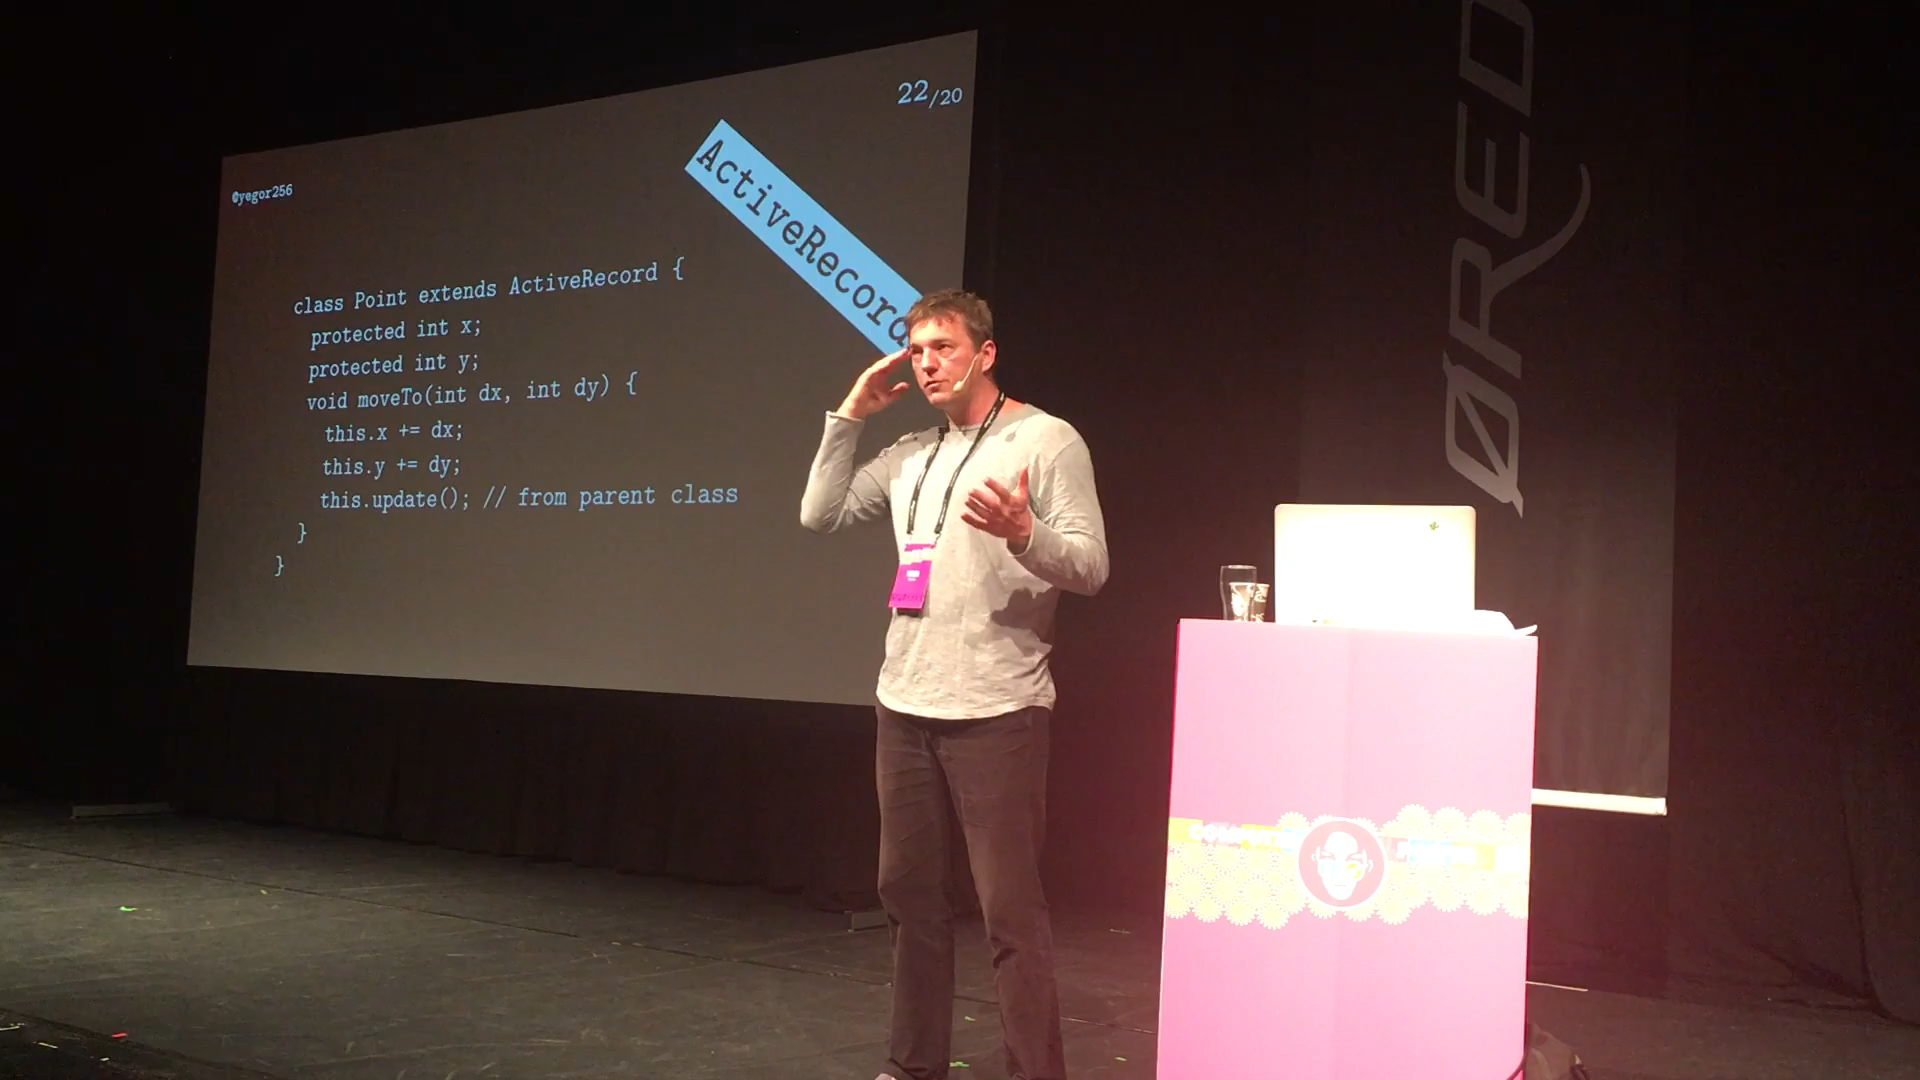 22/20
@yegor256
ActiveRecord
class Point extends ActiveRecord {
protected int x;
protected int y;
void moveTo(int dx, int dy) {
this.x += dx;
this.y += dy;
this.update(); // from parent class
}
}
ØRED